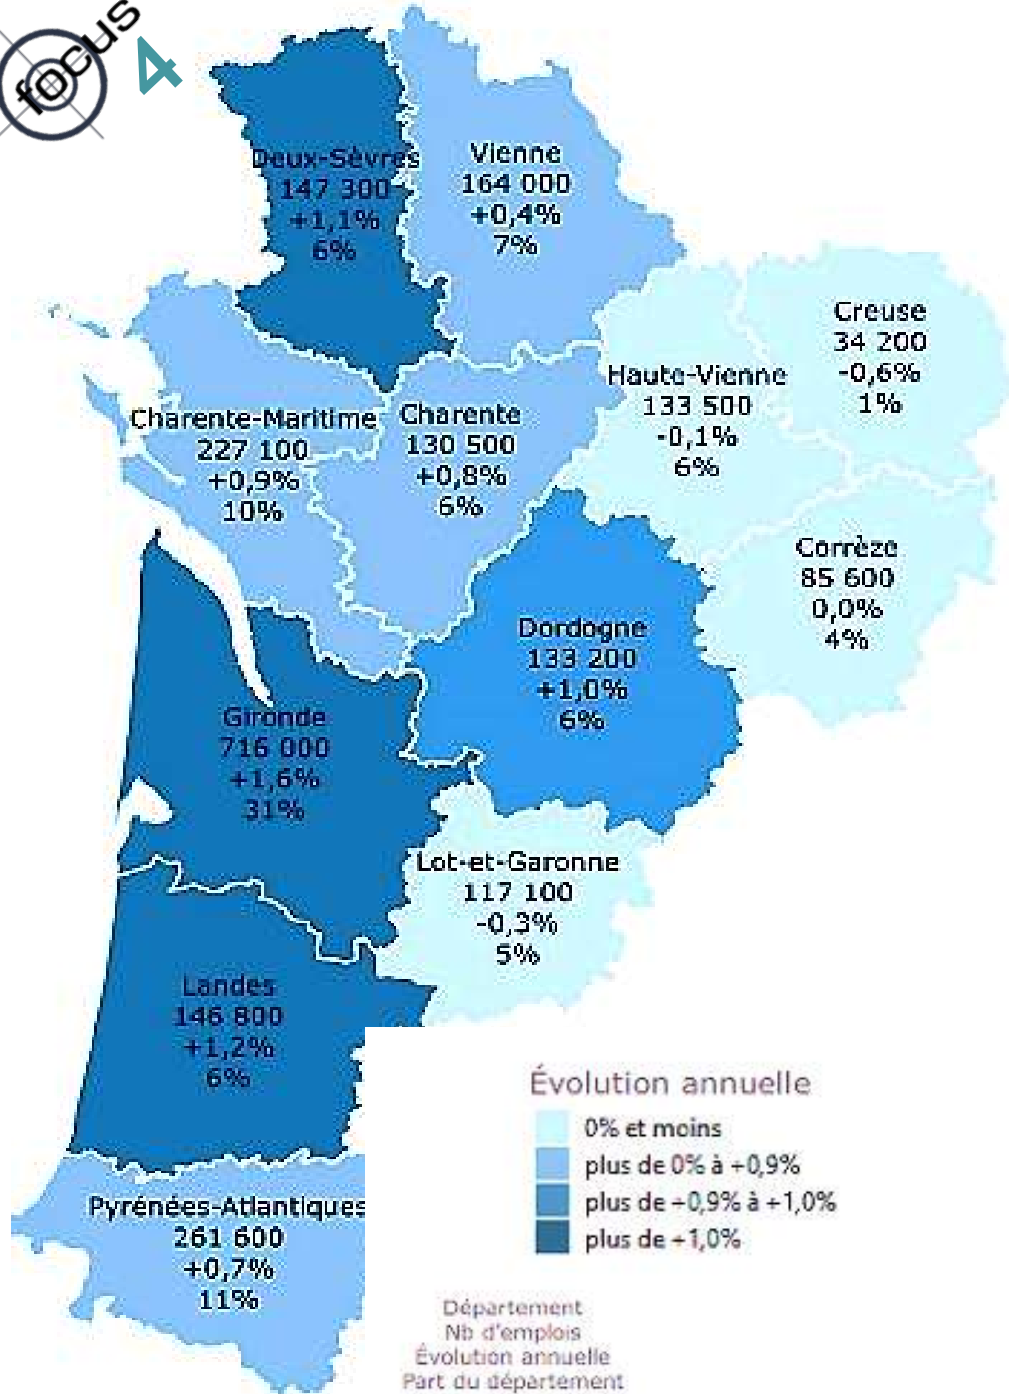 focus
4
Deux-Sèvres
147 300
+1,1%
6%
Vienne
164 000
+0,4%
7%
Creuse
34 200
-0,6%
1%
Haute-Vienne
133 500
-0,1%
6%
Charente-Maritime
227 100
+0,9%
10%
Charente
130 500
+0,8%
6%
Corrèze
85 600
0,0%
4%
Dordogne
133 200
+1,0%
6%
Gironde
716 000
+1,6%
31%
Lot-et-Garonne
117 100
-0,3%
5%
Landes
146 800
+1,2%
6%
Pyrénées-Atlantiques
261 600
+0,7%
11%
Évolution annuelle
0% et moins
plus de 0% à +0,9%
plus de +0,9% à +1,0%
plus de +1,0%
Département
Nb d'emplois
Évolution annuelle
Part du département